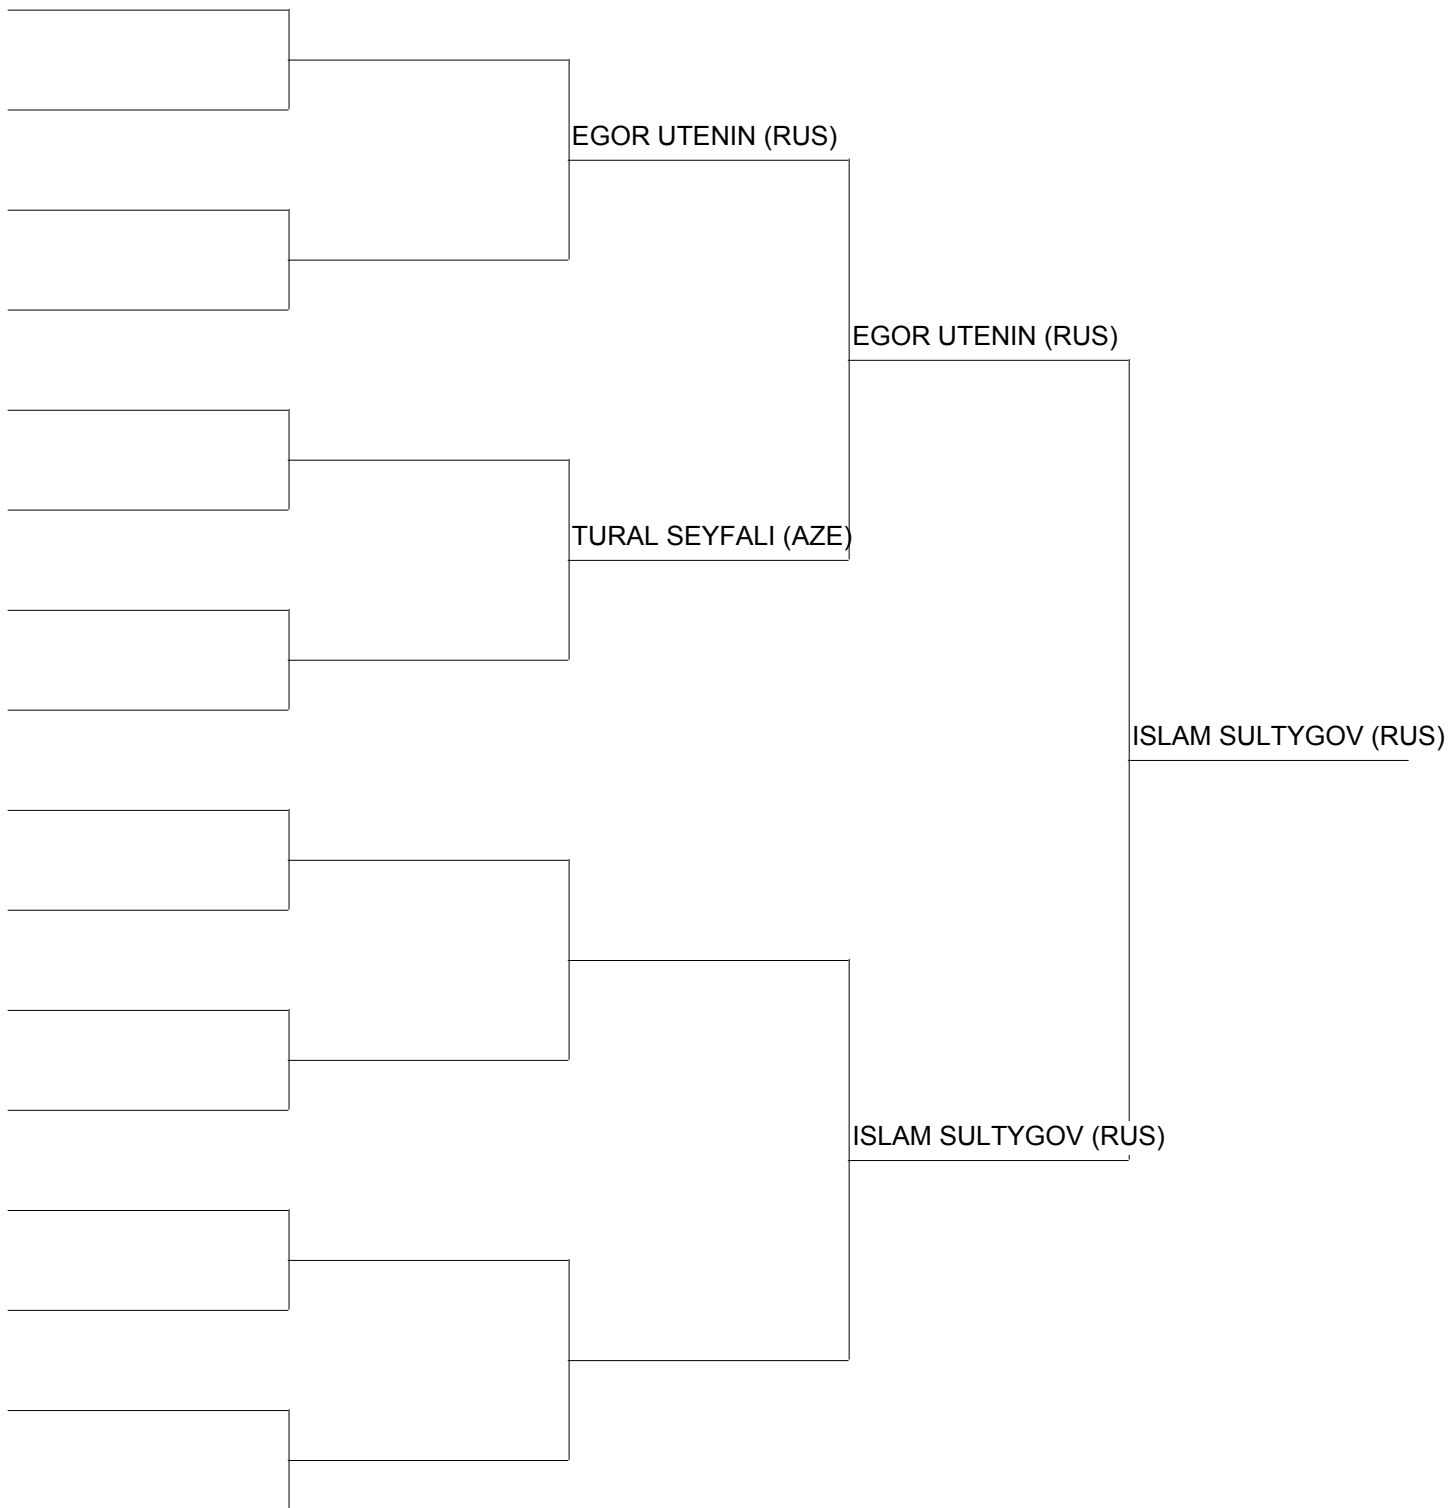 EGOR UTENIN (RUS)
EGOR UTENIN (RUS)
TURAL SEYFALI (AZE)
ISLAM SULTYGOV (RUS)
ISLAM SULTYGOV (RUS)